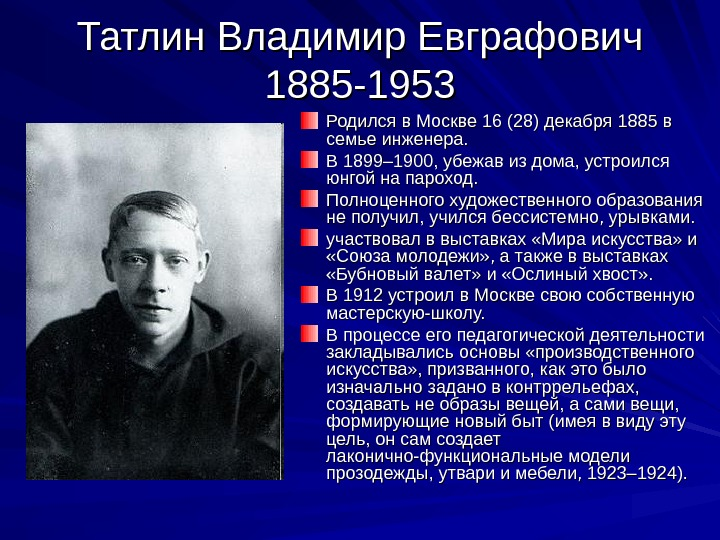 Татлин Владимир Евграфович
1885-1953
Родился в Москве 16 (28) декабря 1885 в
семье инженера.
В 1899–1900, убежав из дома, устроился
юнгой на пароход.
Полноценного художественного образования
не получил, учился бессистемно, урывками.
участвовал в выставках «Мира искусства» и
«Союза молодежи», а также в выставках
«Бубновый валет» и «Ослиный хвост».
В 1912 устроил в Москве свою собственную
мастерскую-школу.
В процессе его педагогической деятельности
закладывались основы «производственного
искусства», призванного, как это было
изначально задано в контррельефах,
создавать не образы вещей, а сами вещи,
формирующие новый быт (имея в виду эту
цель, он сам создает
лаконично-функциональные модели
прозодежды, утвари и мебели, 1923–1924).